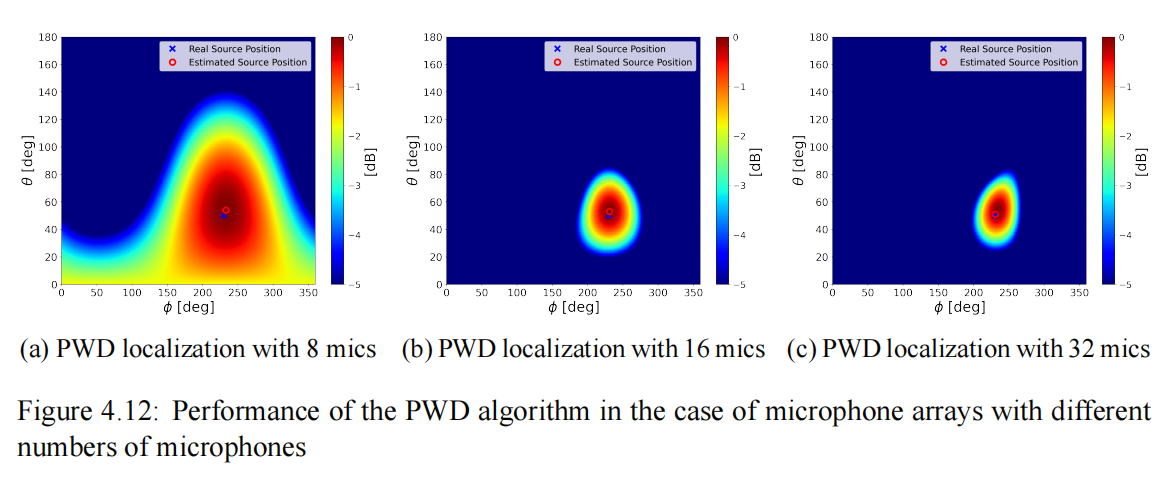 180
160
140
120
100
80
60
40
20
0
θ [deg]
0 50 100 150 200 250 300 350
ϕ [deg]
Real Source Position
Estimated Source Position
0
−1
−2
−3
−4
−5
[dB]
180
160
140
120
100
80
60
40
20
0
θ [deg]
0 50 100 150 200 250 300 350
ϕ [deg]
Real Source Position
Estimated Source Position
0
−1
−2
−3
−4
−5
[dB]
180
160
140
120
100
80
60
40
20
0
θ [deg]
0 50 100 150 200 250 300 350
ϕ [deg]
Real Source Position
Estimated Source Position
0
−1
−2
−3
−4
−5
[dB]
(a) PWD localization with 8 mics
(b) PWD localization with 16 mics
(c) PWD localization with 32 mics
Figure 4.12: Performance of the PWD algorithm in the case of microphone arrays with different
numbers of microphones